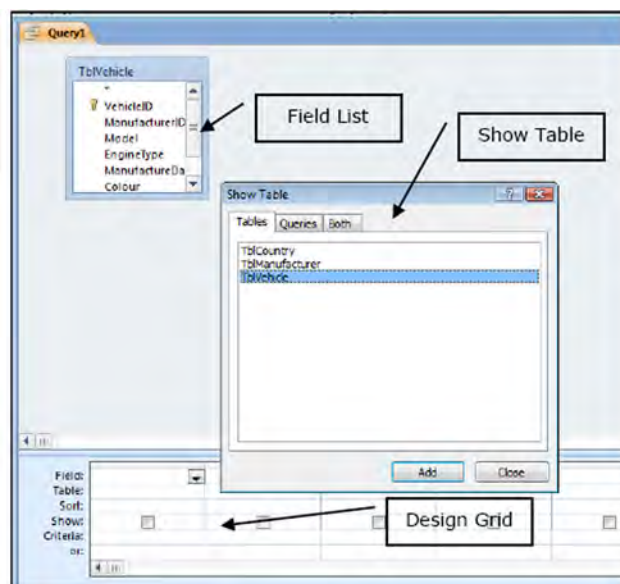 Query1
TblVehicle
*
VehicleID
ManufacturerID
Model
EngineType
ManufactureDa
Colour
Field List
Show Table
Show Table
Tables Queries Both
TblCountry
TblManufacturer
TblVehicle
Add Close
Field:
Table:
Sort:
Show:
Criteria:
or:
Design Grid